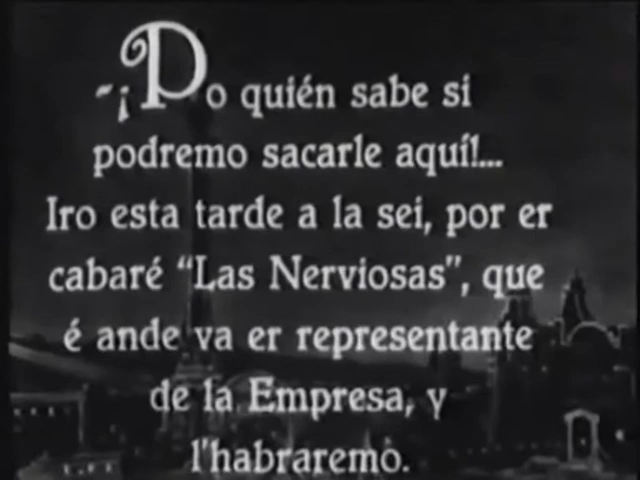 -¡Po quién sabe si
podremo sacarle aquí!...
Iro esta tarde a la sei, por er
cabaré “Las Nerviosas”, que
é ande va er representante
de la Empresa, y
l'habraremo.